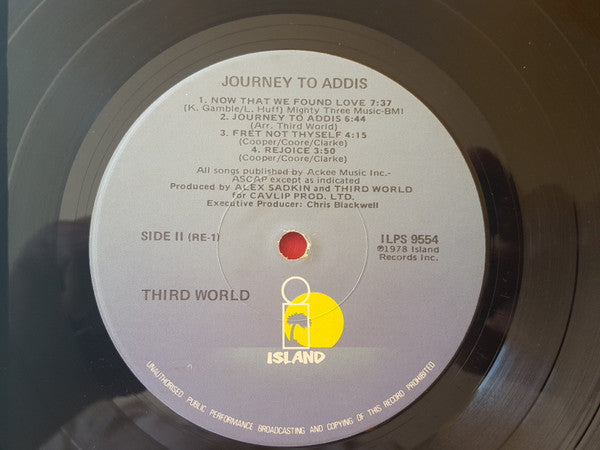 JOURNEY TO ADDIS
1. NOW THAT WE FOUND LOVE 7:37
(K. Gamble/L. Huff) Mighty Three Music-BMI
2. JOURNEY TO ADDIS 6:44
(Arr. Third World)
3. FRET NOT THYSELF 4:15
(Cooper/Coore/Clarke)
4. REJOICE 3:50
(Cooper/Coore/Clarke)
All songs published by Ackee Music Inc.-
ASCAP except as indicated
Produced by ALEX SADKIN and THIRD WORLD
for CAVLIP PROD. LTD.
Executive Producer: Chris Blackwell
SIDE II (RE-1)
ILPS 9554
℗1978 Island
Records Inc.
THIRD WORLD
ISLAND
UNAUTHORISED PUBLIC PERFORMANCE BROADCASTING AND COPYING OF THIS RECORD PROHIBITED